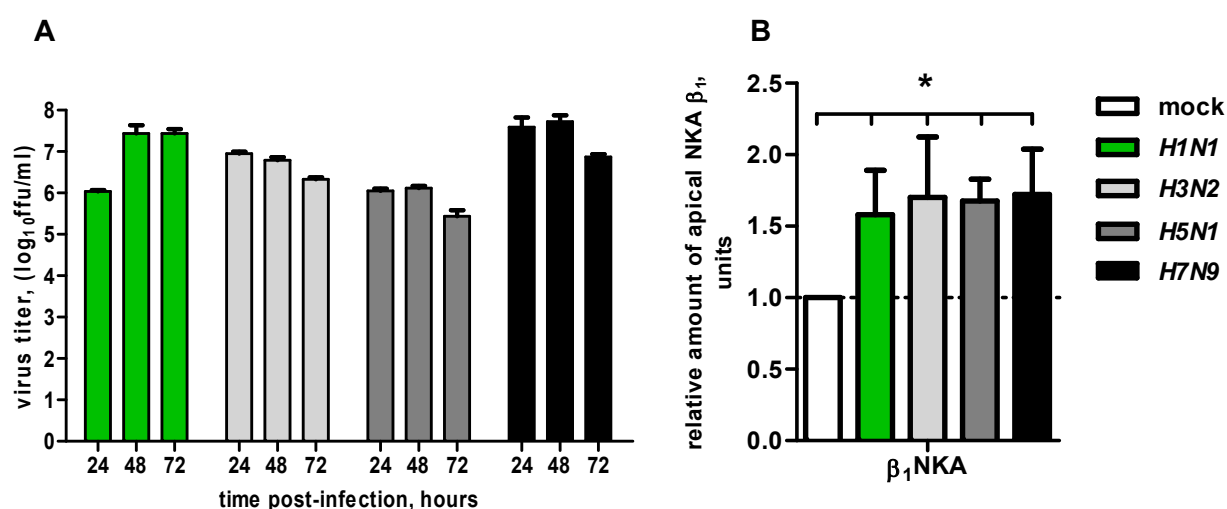 A
virus titer, (log₁₀ffu/ml)
8
7
6
5
4
3
2
1
0
24 48 72 24 48 72 24 48 72 24 48 72
time post-infection, hours
B
relative amount of apical NKA β₁,
units
2.5
2.0
1.5
1.0
0.5
0.0
*
β₁NKA
mock
H1N1
H3N2
H5N1
H7N9